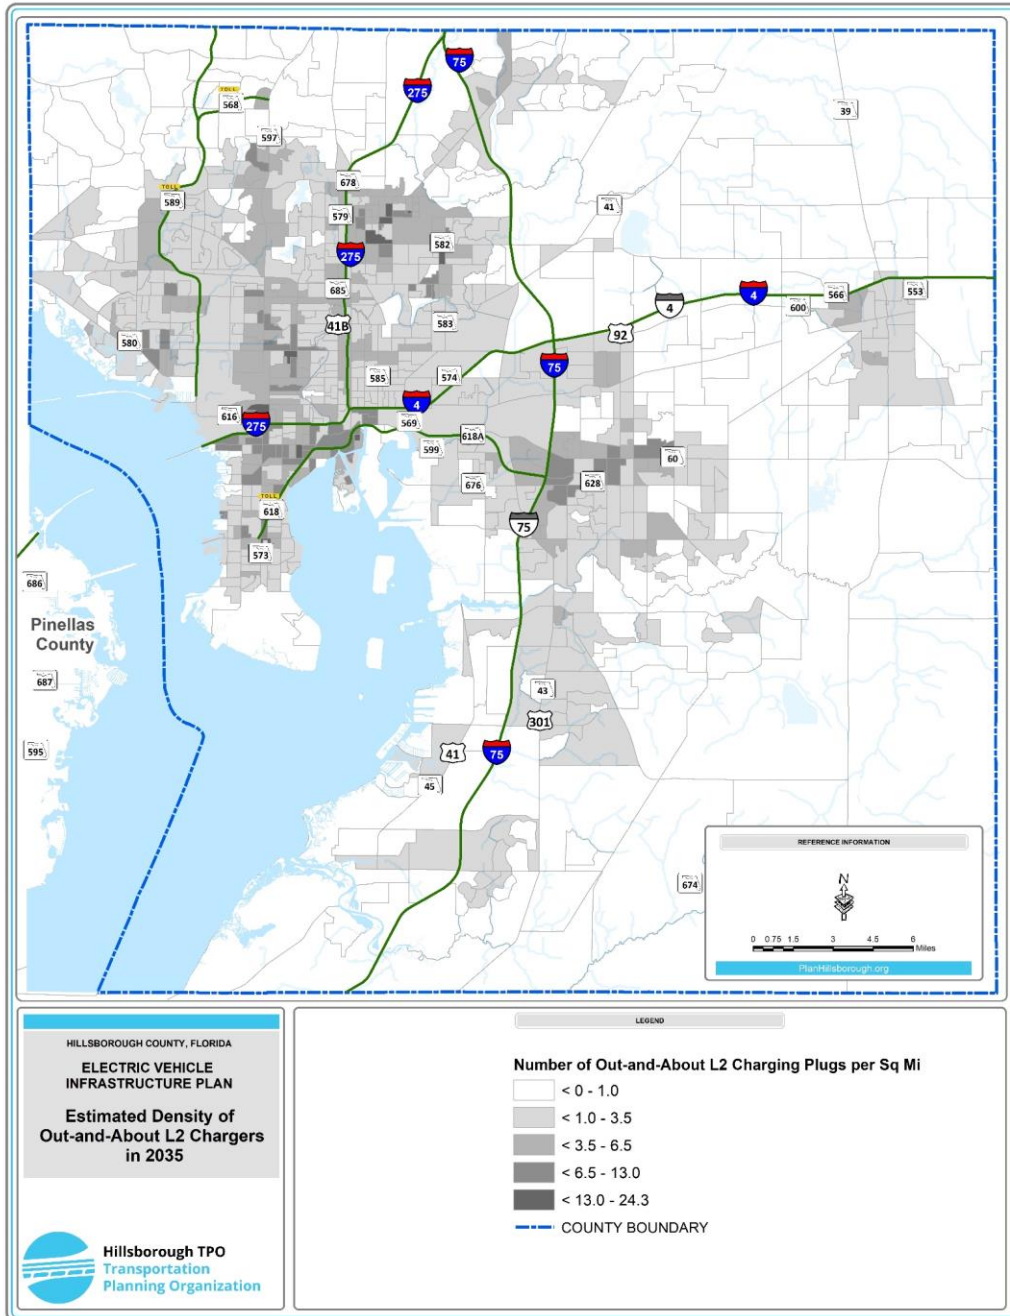 75
275
TOLL
568
39
597
678
TOLL
589
579
41
582
275
685
4
566
553
4
600
41B
583
92
580
75
585
574
4
616
275
569
618A
599
60
676
628
TOLL
618
75
573
686
Pinellas
County
687
43
301
595
41
75
45
674
REFERENCE INFORMATION
N
0 0.75 1.5 3 4.5 6
Miles
PlanHillsborough.org
HILLSBOROUGH COUNTY, FLORIDA
ELECTRIC VEHICLE
INFRASTRUCTURE PLAN
Estimated Density of
Out-and-About L2 Chargers
in 2035
Hillsborough TPO
Transportation
Planning Organization
LEGEND
Number of Out-and-About L2 Charging Plugs per Sq Mi
< 0 - 1.0
< 1.0 - 3.5
< 3.5 - 6.5
< 6.5 - 13.0
< 13.0 - 24.3
COUNTY BOUNDARY